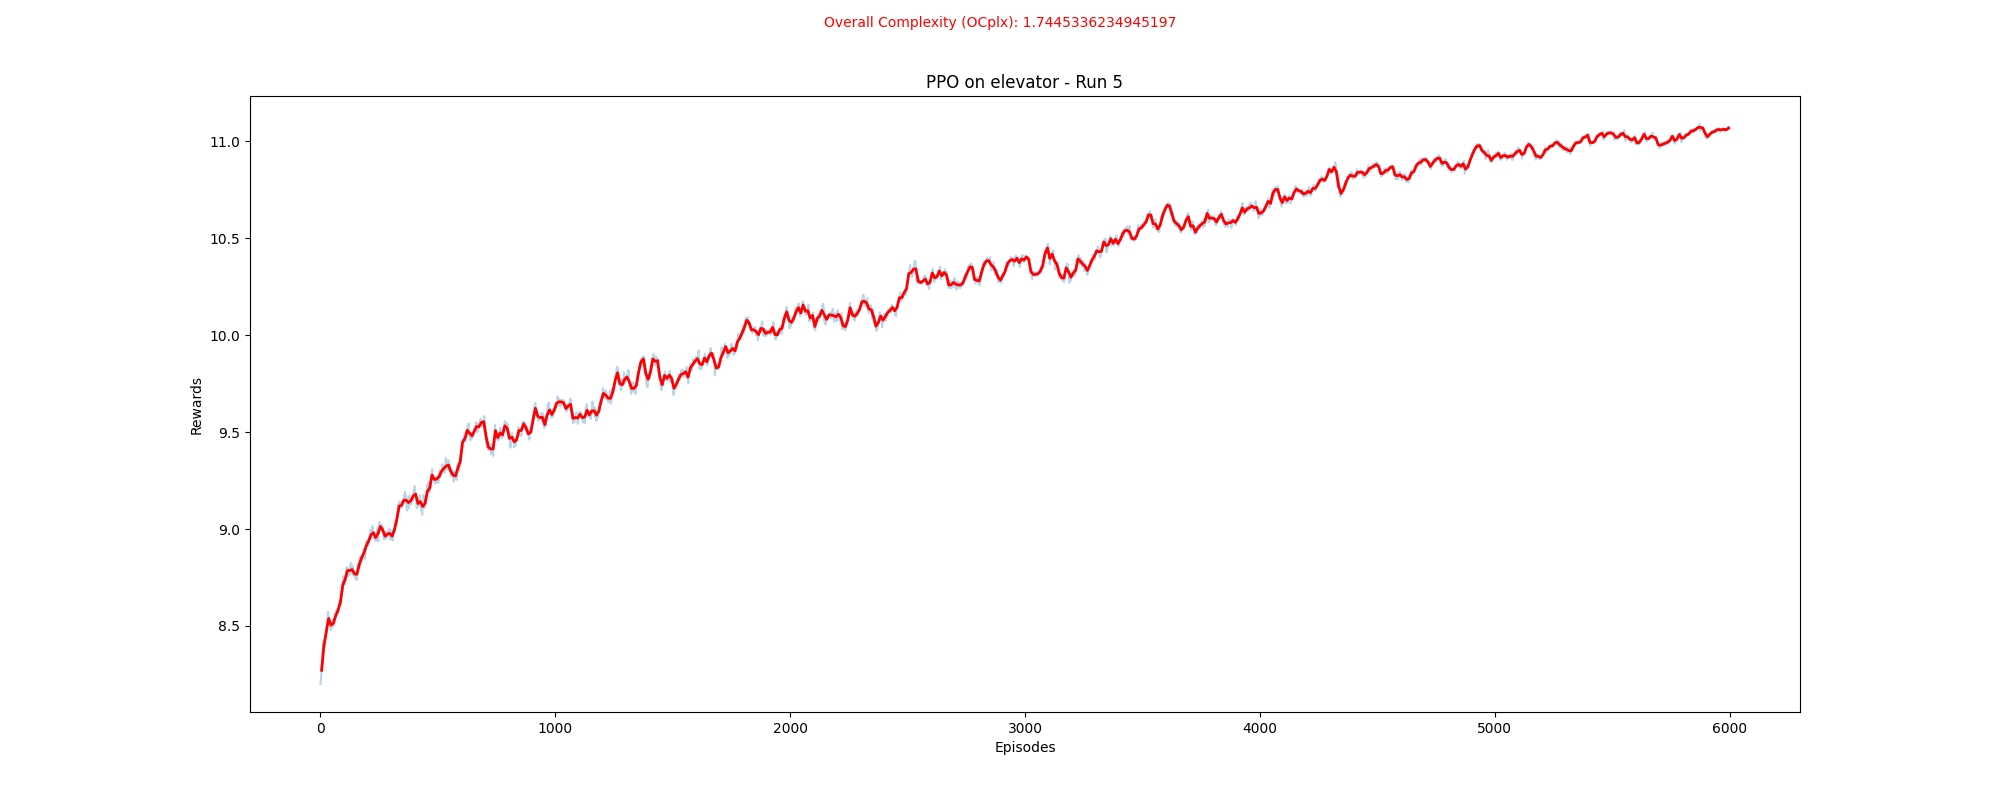 Overall Complexity (OCplx): 1.7445336234945197
PPO on elevator - Run 5
11.0
10.5
10.0
9.5
9.0
8.5
Rewards
0 1000 2000 3000 4000 5000 6000
Episodes